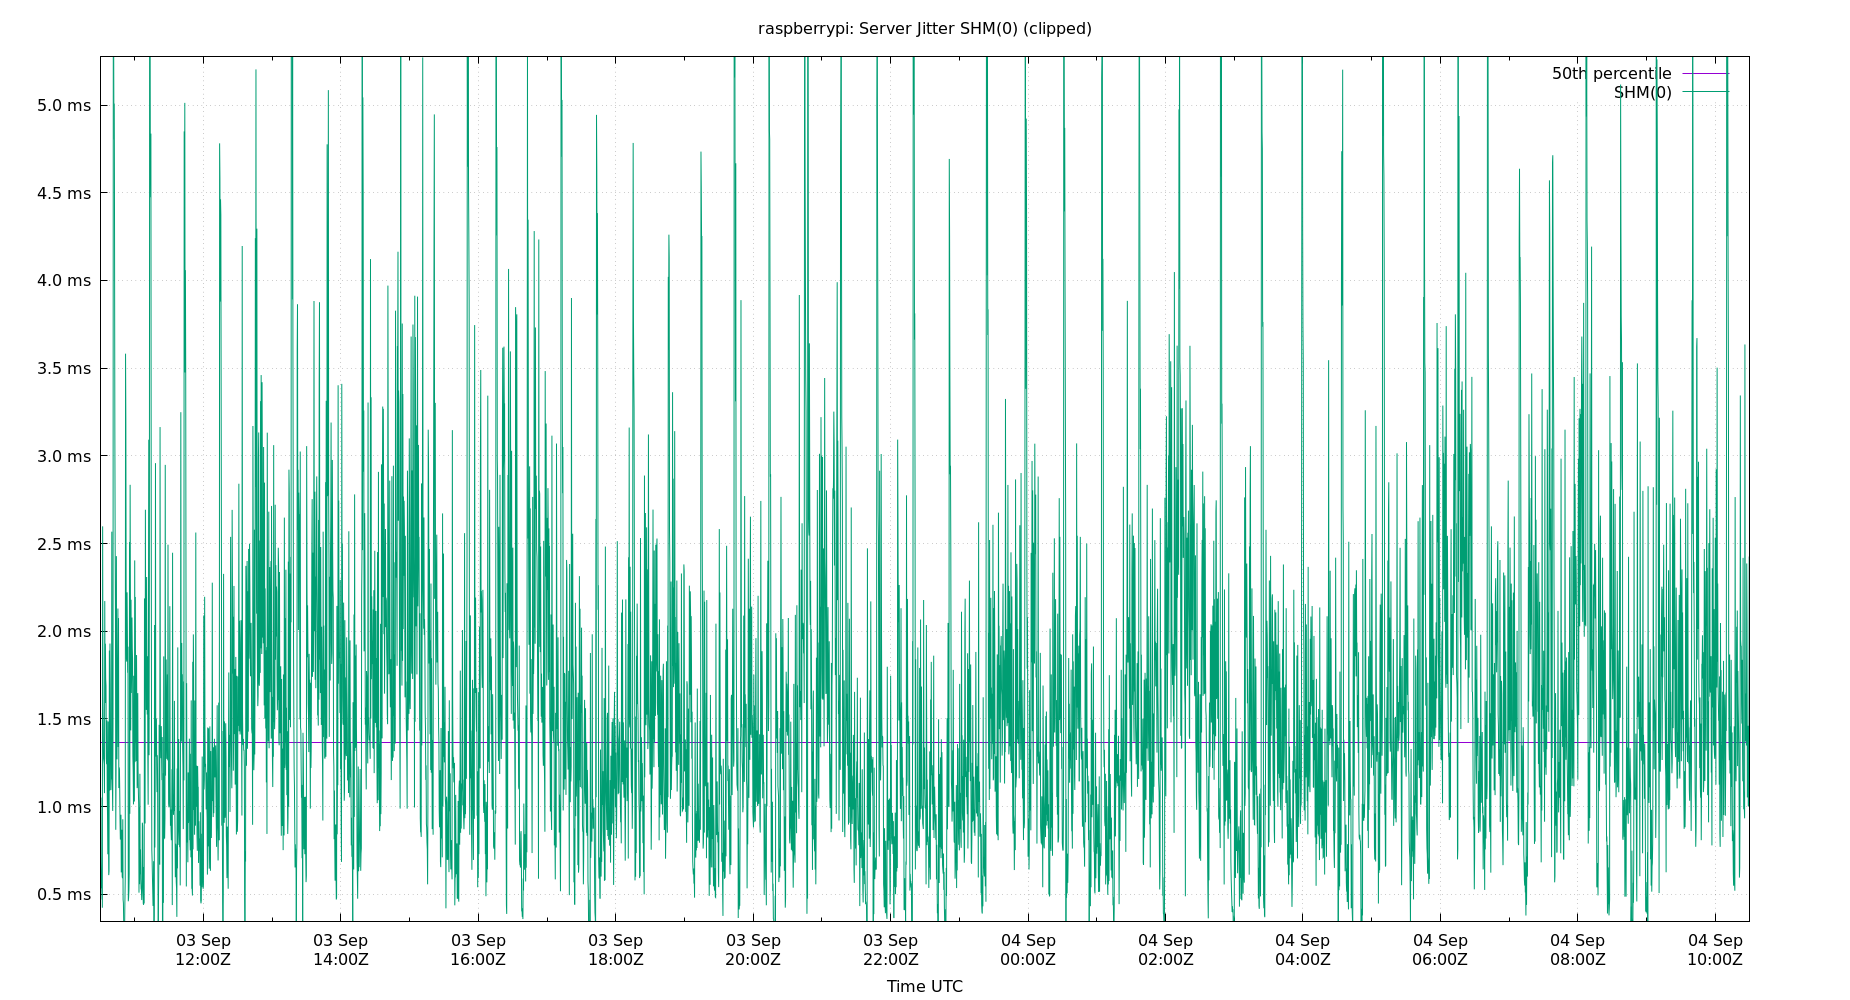 raspberrypi: Server Jitter SHM(0) (clipped)
50th percentile
SHM(0)
5.0 ms
4.5 ms
4.0 ms
3.5 ms
3.0 ms
2.5 ms
2.0 ms
1.5 ms
1.0 ms
0.5 ms
03 Sep 03 Sep 03 Sep 03 Sep 03 Sep 03 Sep 04 Sep 04 Sep 04 Sep 04 Sep 04 Sep 04 Sep
12:00Z 14:00Z 16:00Z 18:00Z 20:00Z 22:00Z 00:00Z 02:00Z 04:00Z 06:00Z 08:00Z 10:00Z
Time UTC